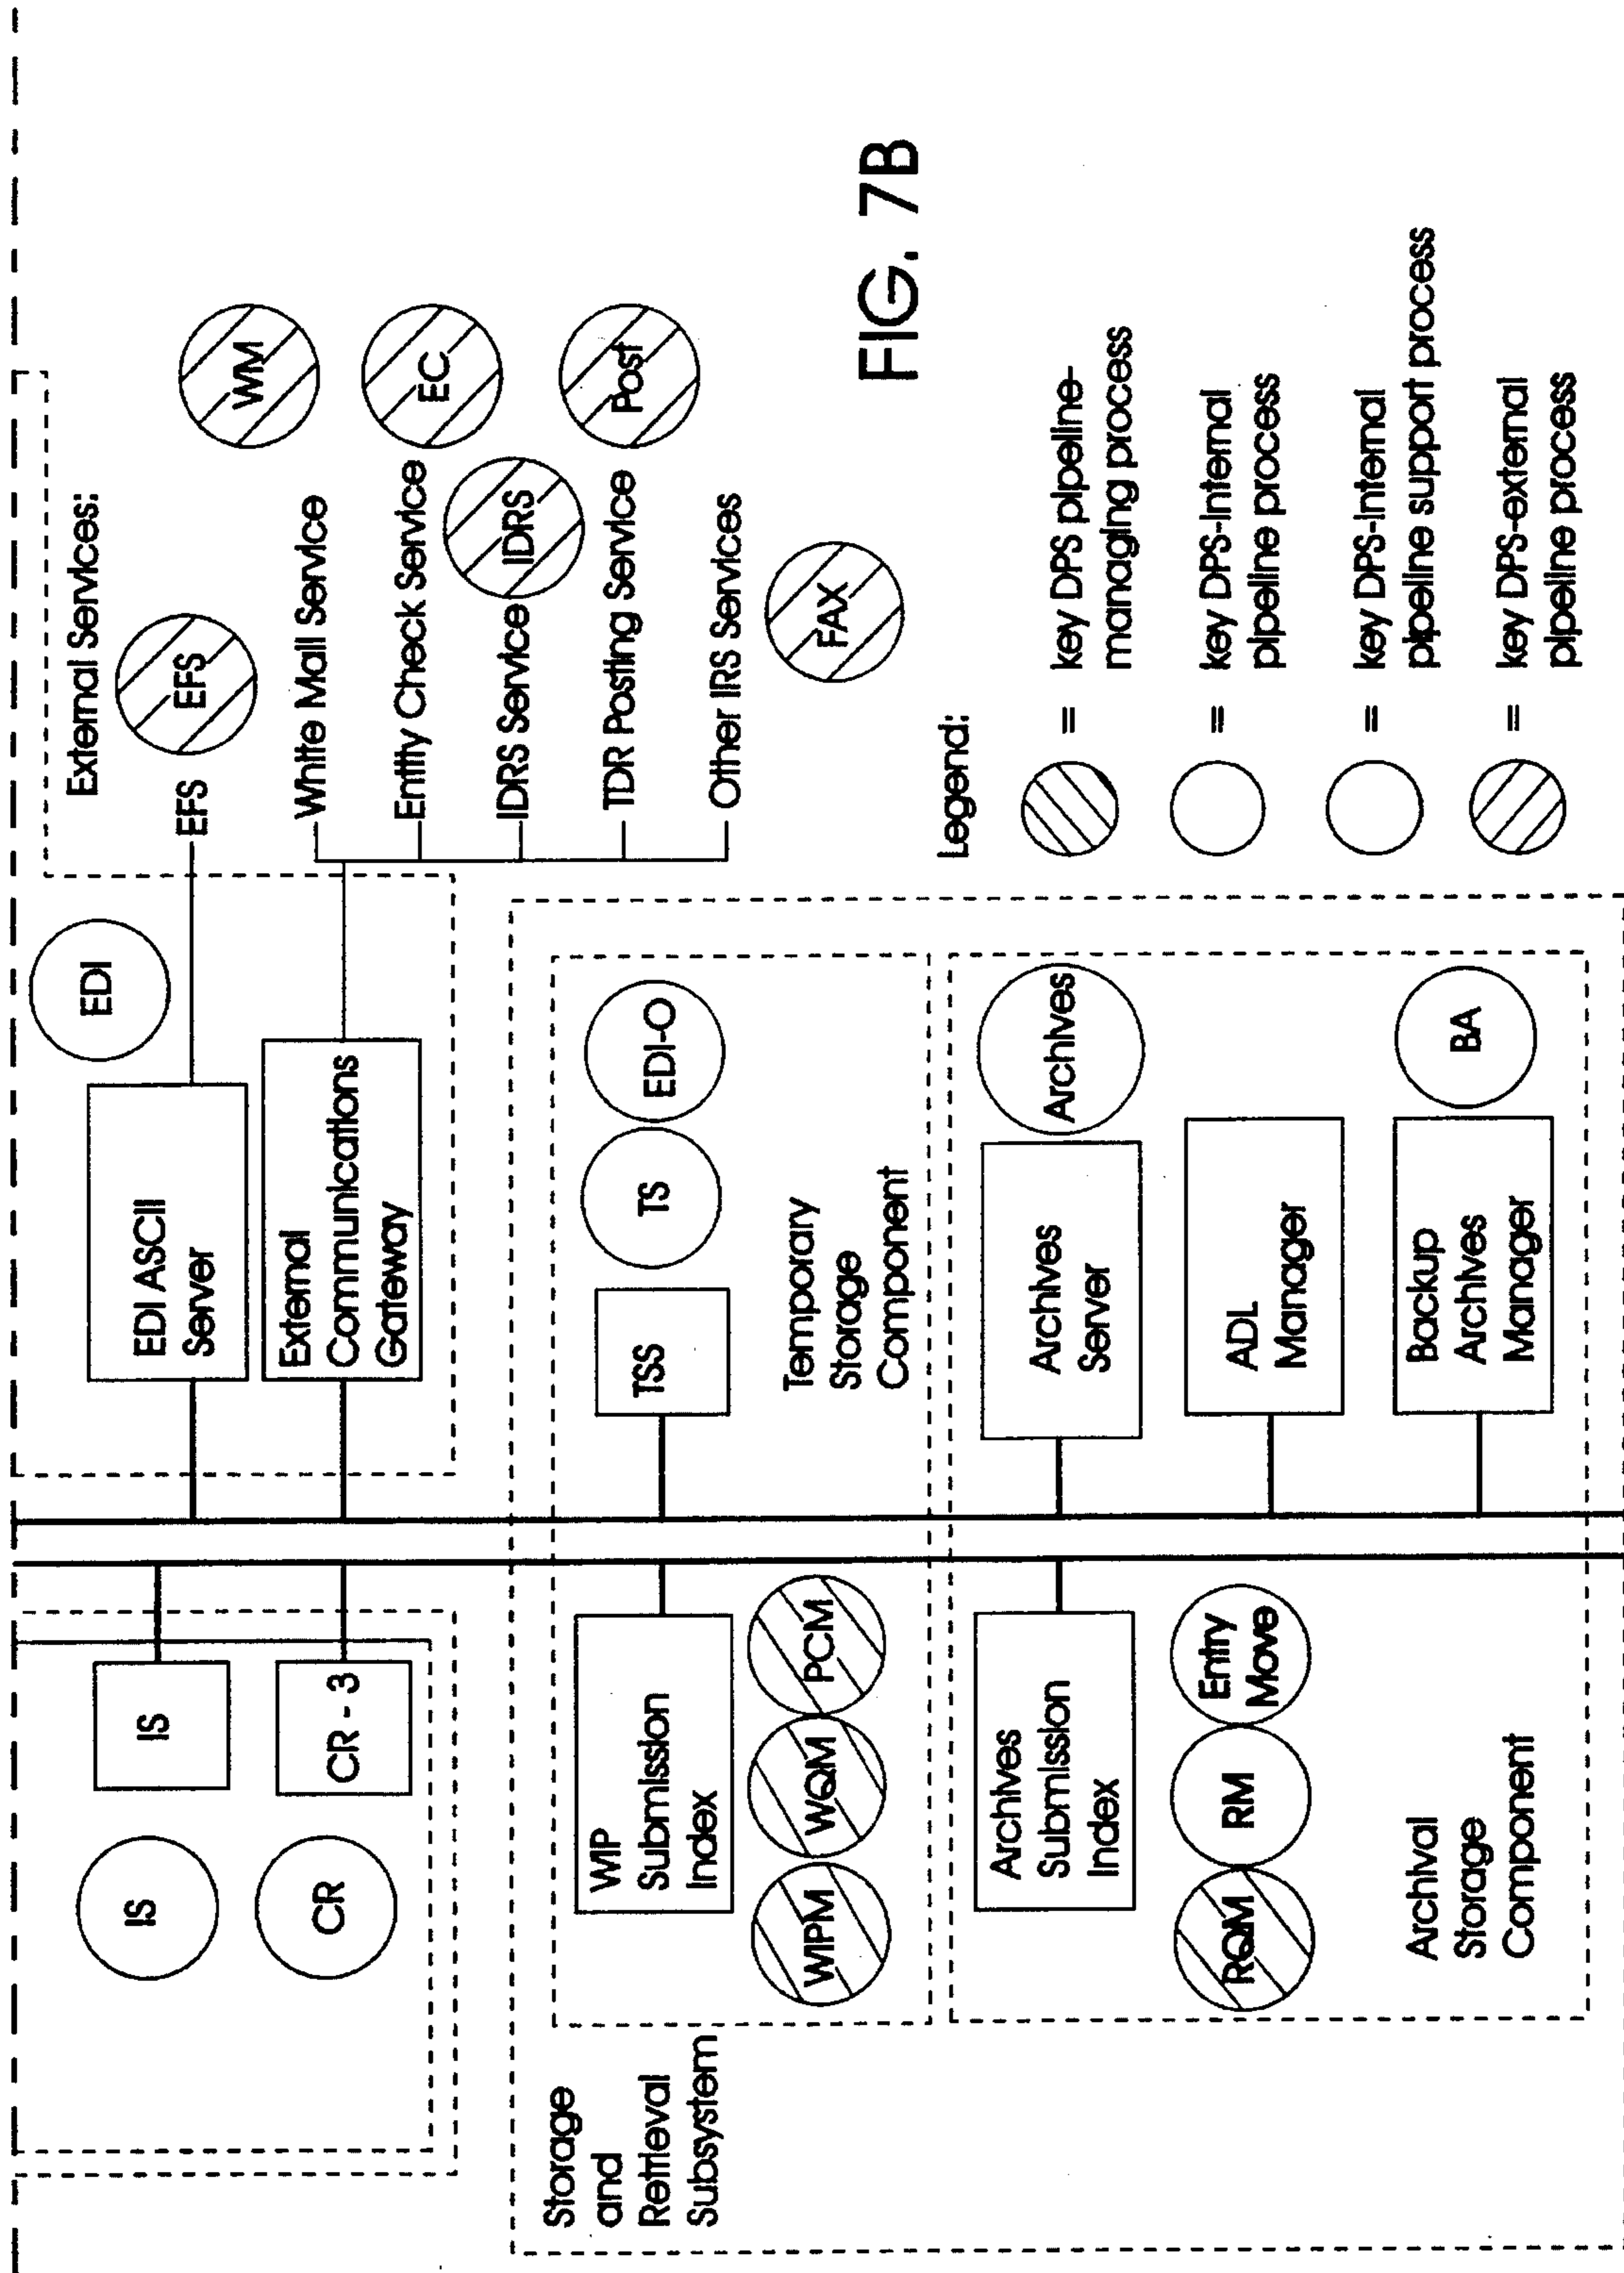 IS
IS
CR
CR - 3
EDI
EDI ASCII
Server
External
Communications
Gateway
External Services:
EFS
EFS
White Mail Service
WM
Entity Check Service
EC
IDRS Service
IDRS
TDR Posting Service
Post
Other IRS Services
FAX
Storage
and
Retrieval
Subsystem
WIP
Submission
Index
WIPM
WQM
PCM
TSS
TS
EDI-O
Temporary
Storage
Component
Archives
Submission
Index
RQM
RM
Entry
Move
Archival
Storage
Component
Archives
Server
Archives
ADL
Manager
Backup
Archives
Manager
BA
FIG. 7B
Legend:
= key DPS pipeline-
managing process
= key DPS-internal
pipeline process
= key DPS-internal
pipeline support process
= key DPS-external
pipeline process